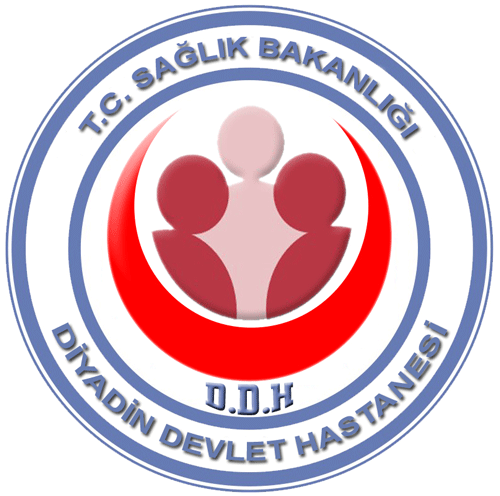 T.C. SAĞLIK BAKANLIĞI
D.D.H
DİYADİN DEVLET HASTANESİ